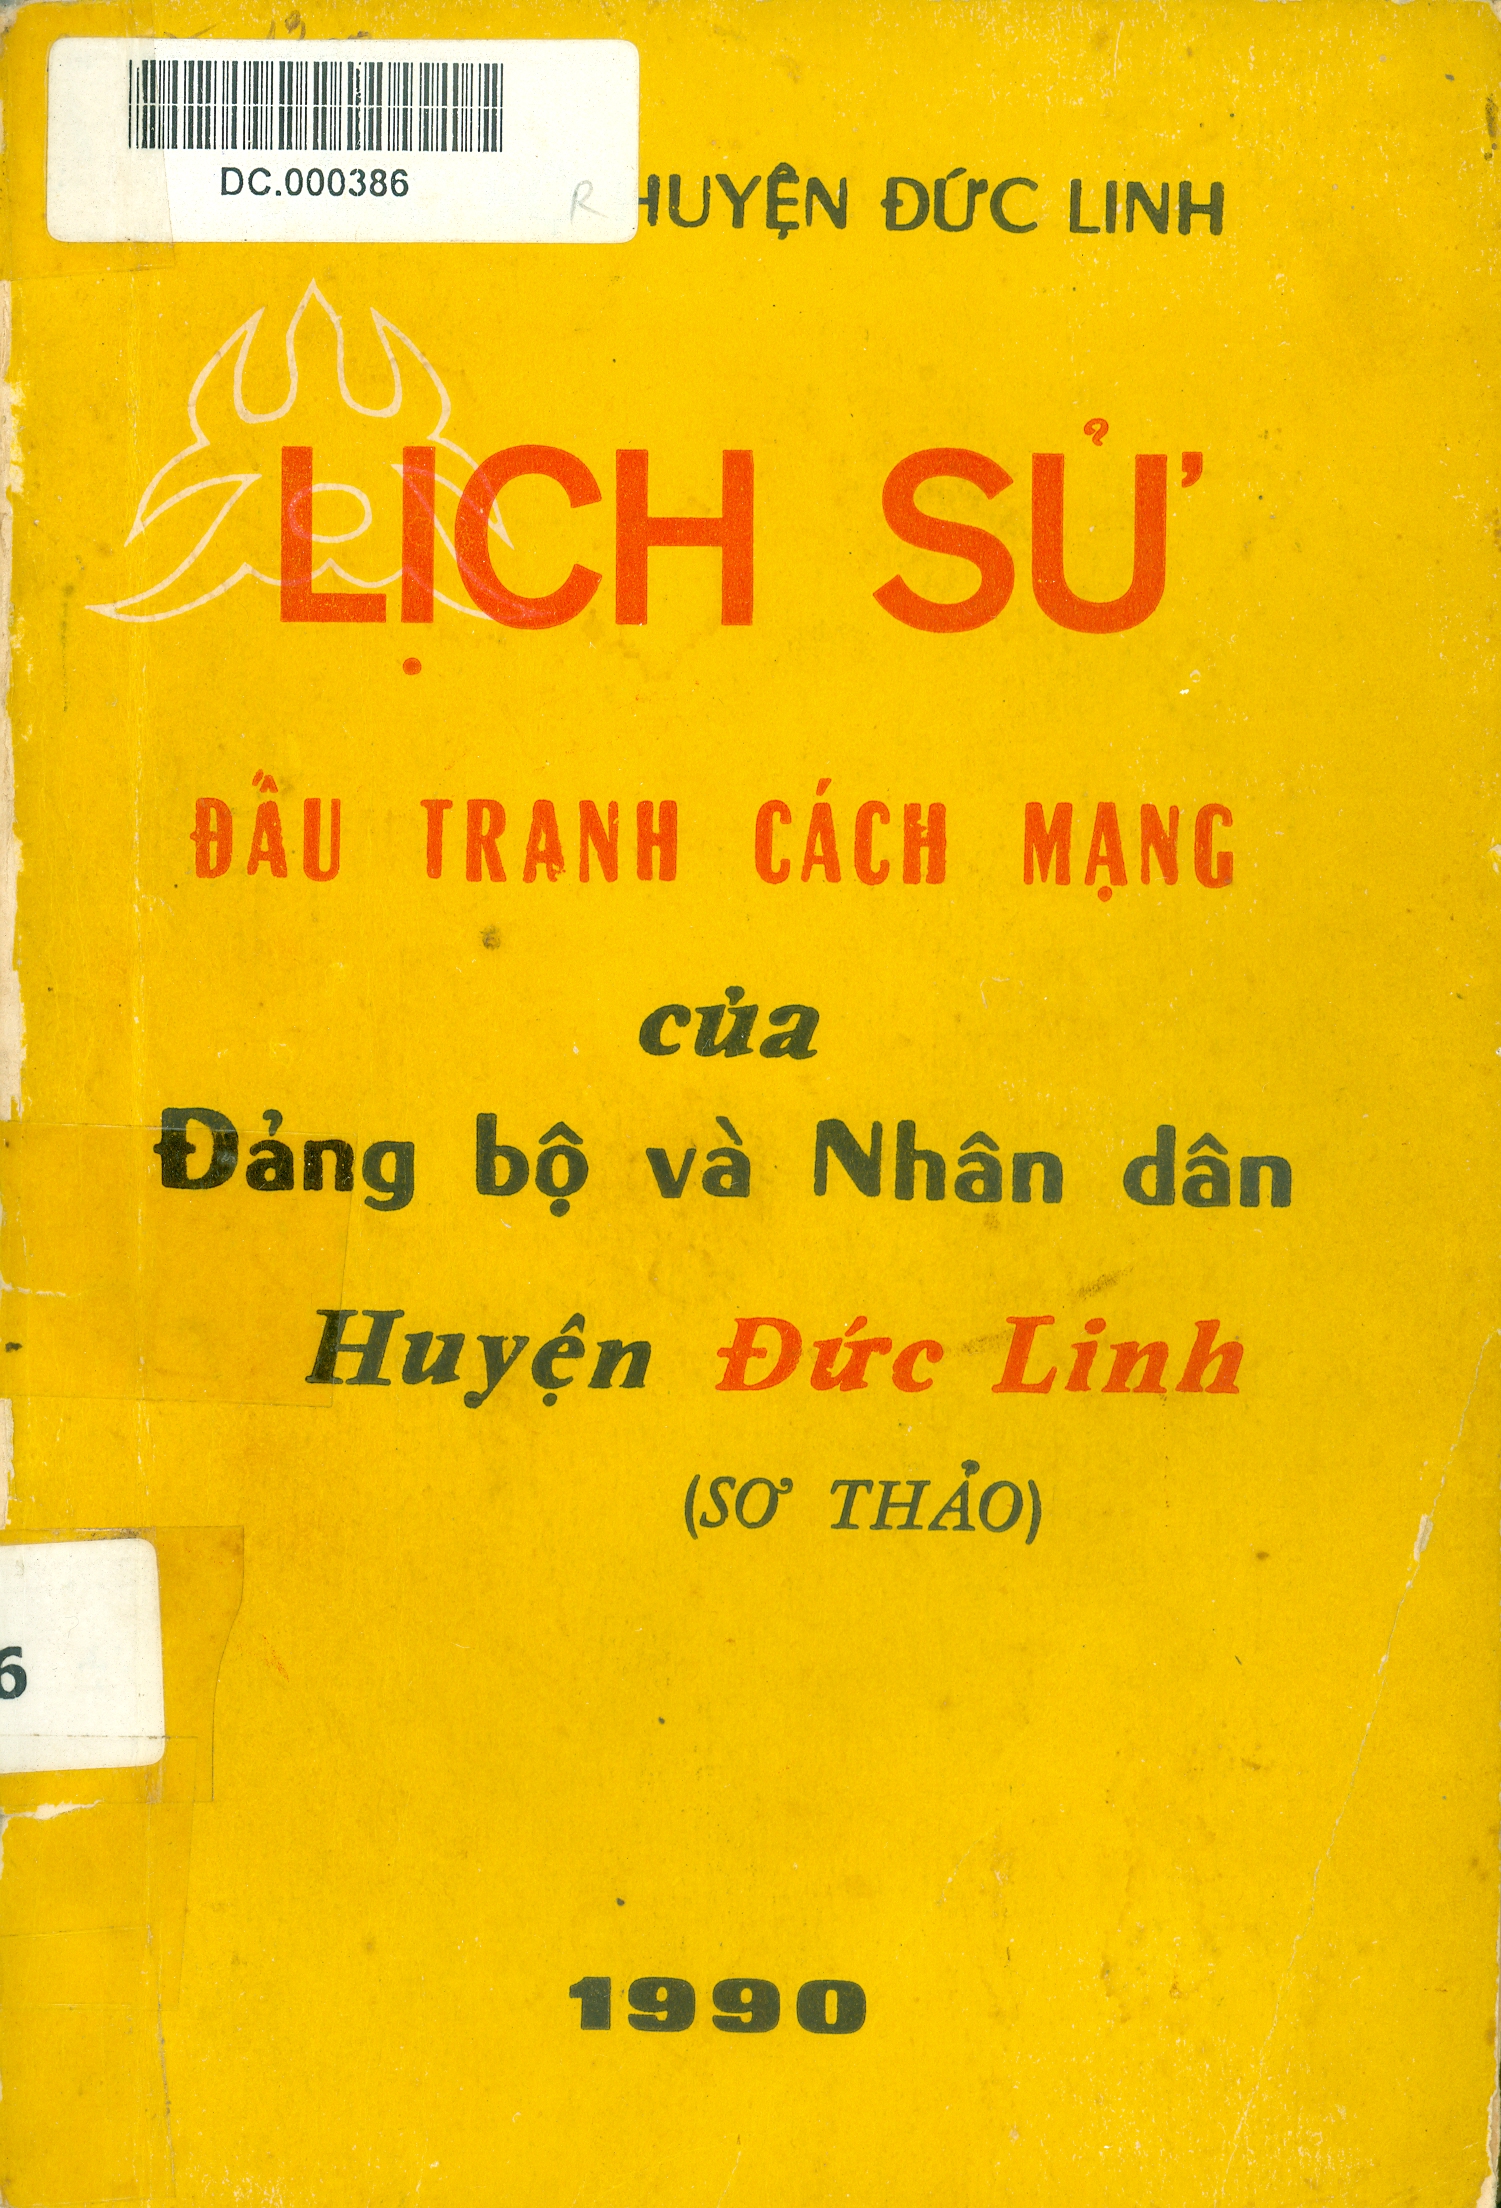 DC.000386
R
HUYỆN ĐỨC LINH
LỊCH SỬ
ĐẤU TRANH CÁCH MẠNG
của
Đảng bộ và Nhân dân
Huyện Đức Linh
(SƠ THẢO)
6
1990